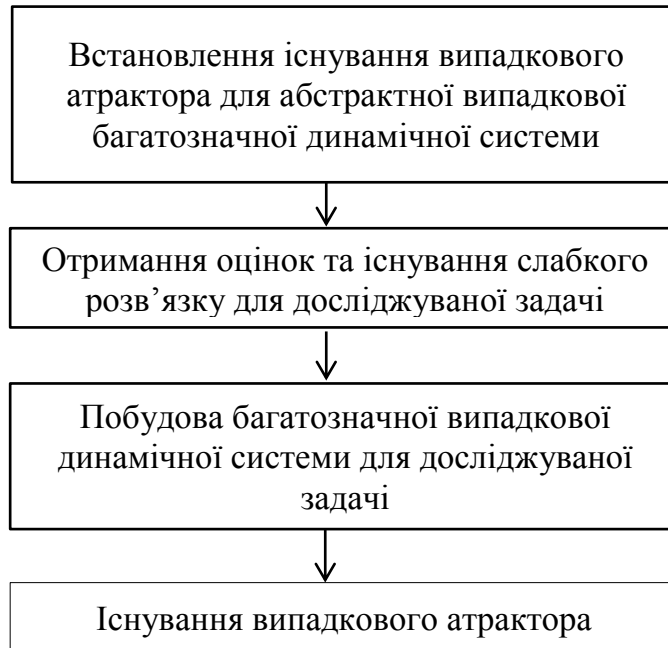 Встановлення існування випадкового
атрактора для абстрактної випадкової
багатозначної динамічної системи
Отримання оцінок та існування слабкого
розв’язку для досліджуваної задачі
Побудова багатозначної випадкової
динамічної системи для досліджуваної
задачі
Існування випадкового атрактора